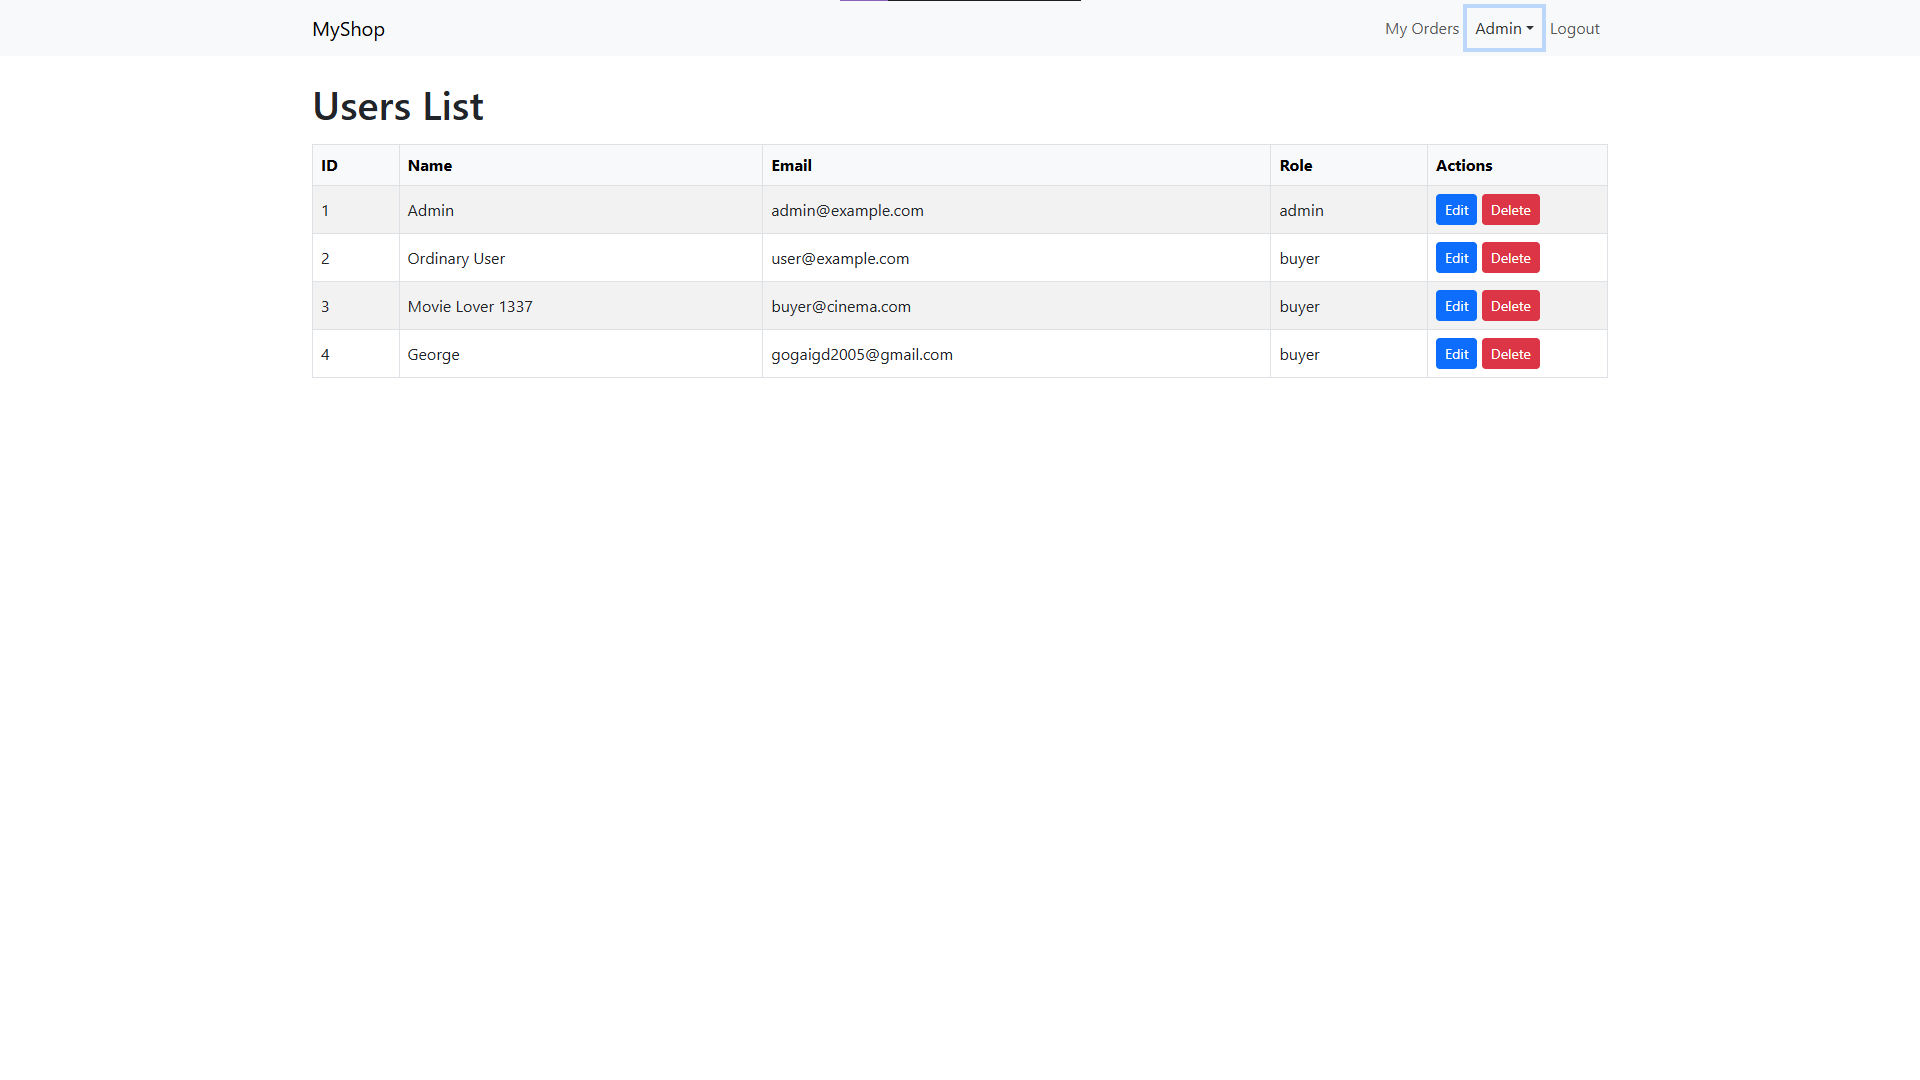 MyShop
My Orders Admin Logout
Users List
ID Name Email Role Actions
1 Admin admin@example.com admin Edit Delete
2 Ordinary User user@example.com buyer Edit Delete
3 Movie Lover 1337 buyer@cinema.com buyer Edit Delete
4 George gogaigd2005@gmail.com buyer Edit Delete